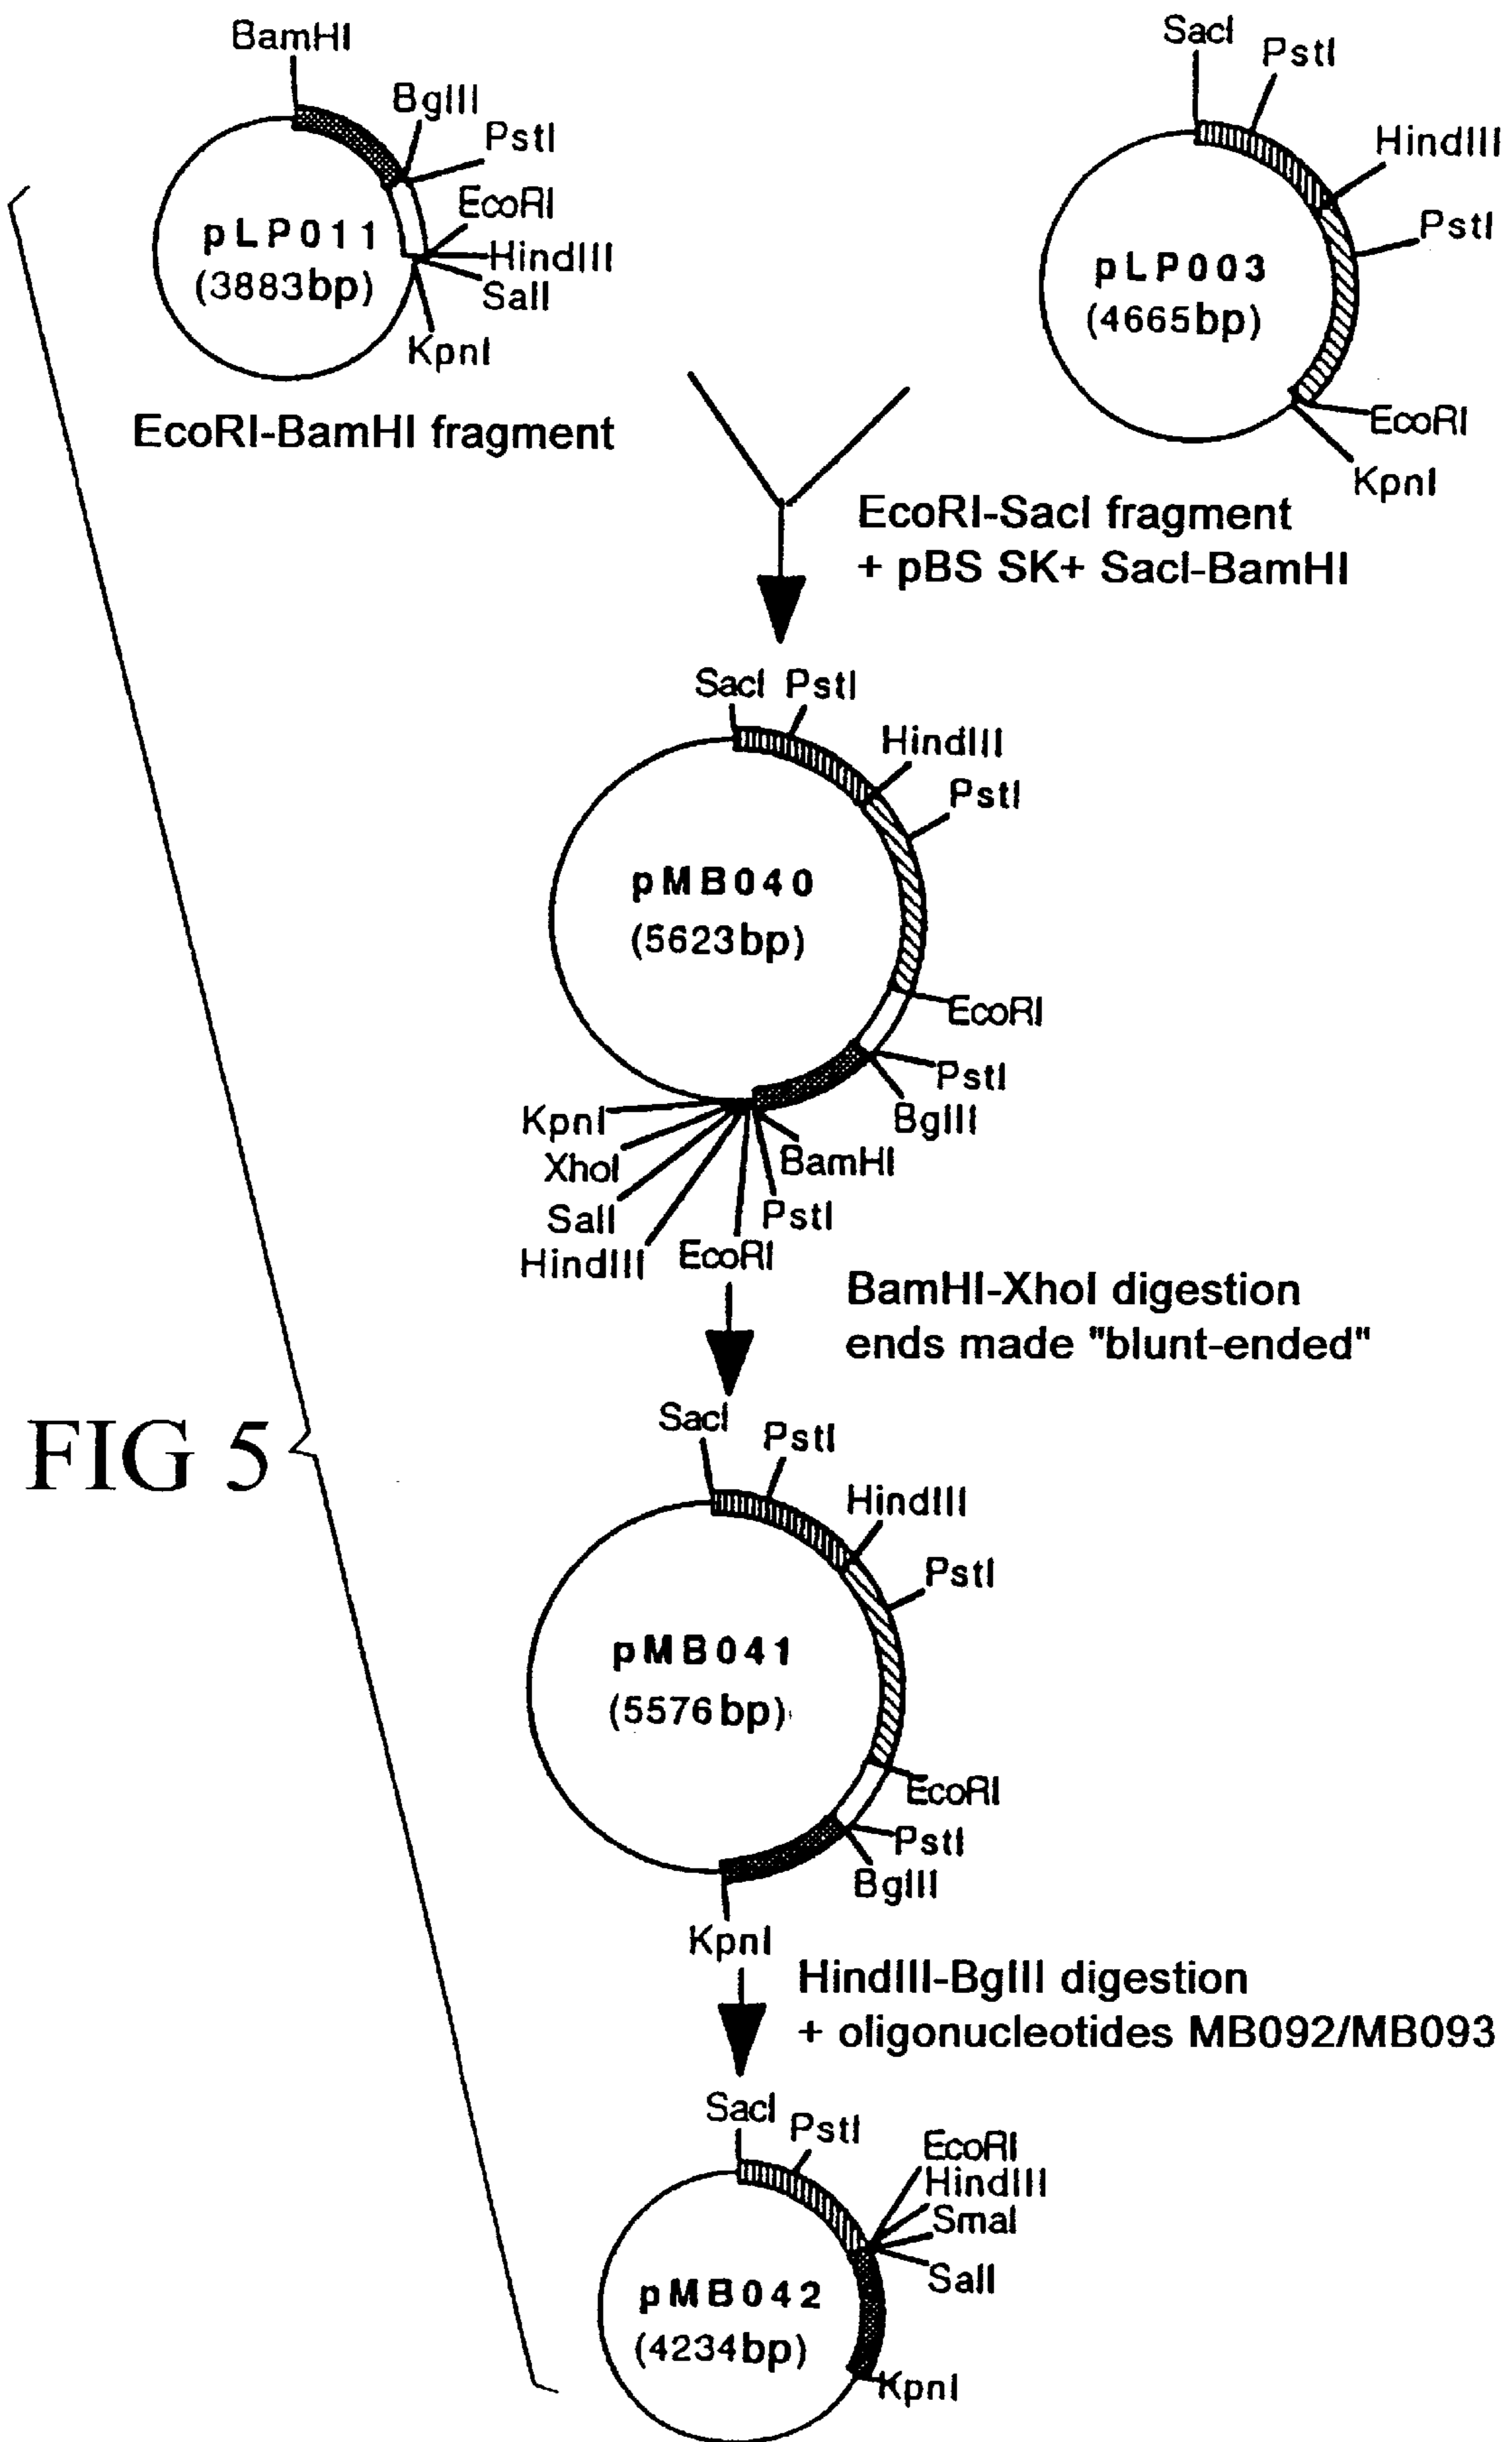 BamHI
BglII
PstI
EcoRI
HindIII
SalI
KpnI
pLP011
(3883bp)
EcoRI-BamHI fragment
SacI
PstI
HindIII
PstI
pLP003
(4665bp)
EcoRI
KpnI
EcoRI-SacI fragment
+ pBS SK+ SacI-BamHI
SacI PstI
HindIII
PstI
pMB040
(5623bp)
EcoRI
PstI
BglII
BamHI
PstI
EcoRI
HindIII
SalI
XhoI
KpnI
BamHI-XhoI digestion
ends made "blunt-ended"
FIG 5
SacI
PstI
HindIII
PstI
pMB041
(5576bp)
EcoRI
PstI
BglII
KpnI
HindIII-BglII digestion
+ oligonucleotides MB092/MB093
SacI
PstI
EcoRI
HindIII
SmaI
SalI
pMB042
(4234bp)
KpnI